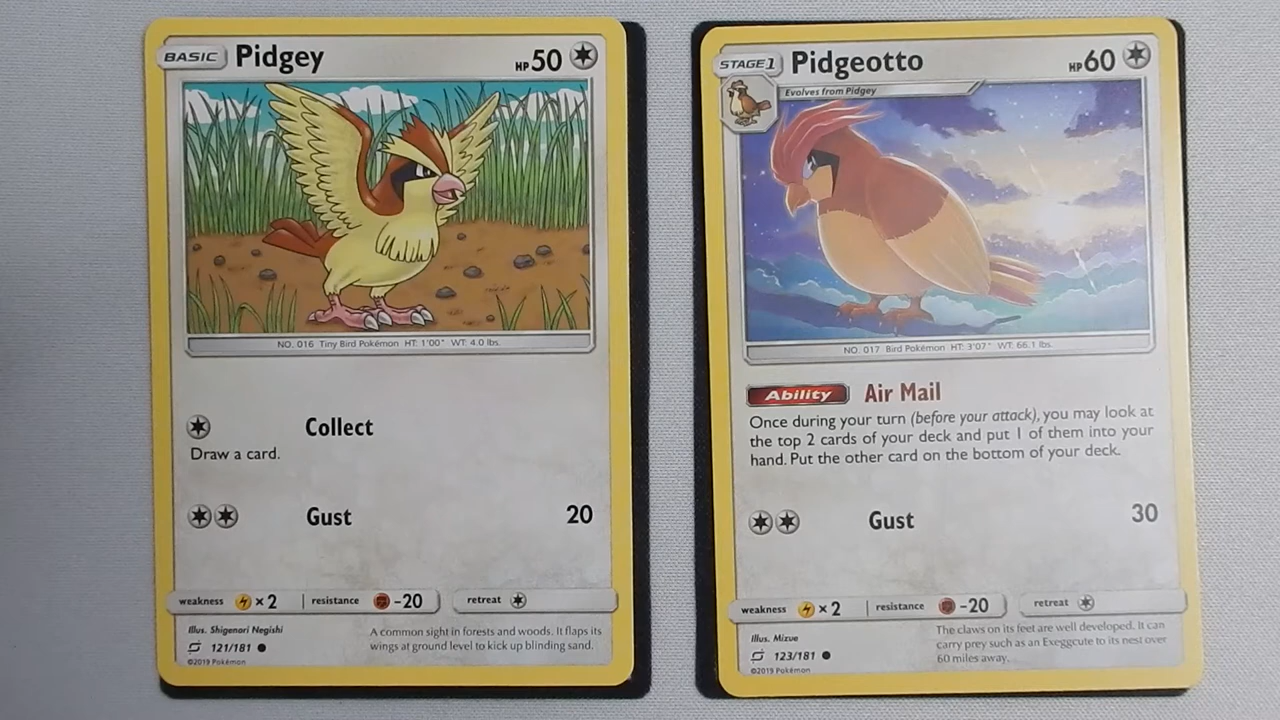 BASIC Pidgey HP 50
NO. 016 Tiny Bird Pokémon HT: 1'00" WT: 4.0 lbs.
Collect
Draw a card.
Gust 20
weakness ×2 resistance -20 retreat
Illus. Shigenori Negishi
121/181
©2019 Pokémon
A common sight in forests and woods. It flaps its
wings at ground level to kick up blinding sand.
STAGE 1 Pidgeotto HP 60
Evolves from Pidgey
NO. 017 Bird Pokémon HT: 3'07" WT: 66.1 lbs.
Ability Air Mail
Once during your turn (before your attack), you may look at
the top 2 cards of your deck and put 1 of them into your
hand. Put the other card on the bottom of your deck.
Gust 30
weakness ×2 resistance -20 retreat
Illus. Mizue
123/181
©2019 Pokémon
The claws on its feet are well developed. It can
carry prey such as an Exeggcute to its nest over
60 miles away.